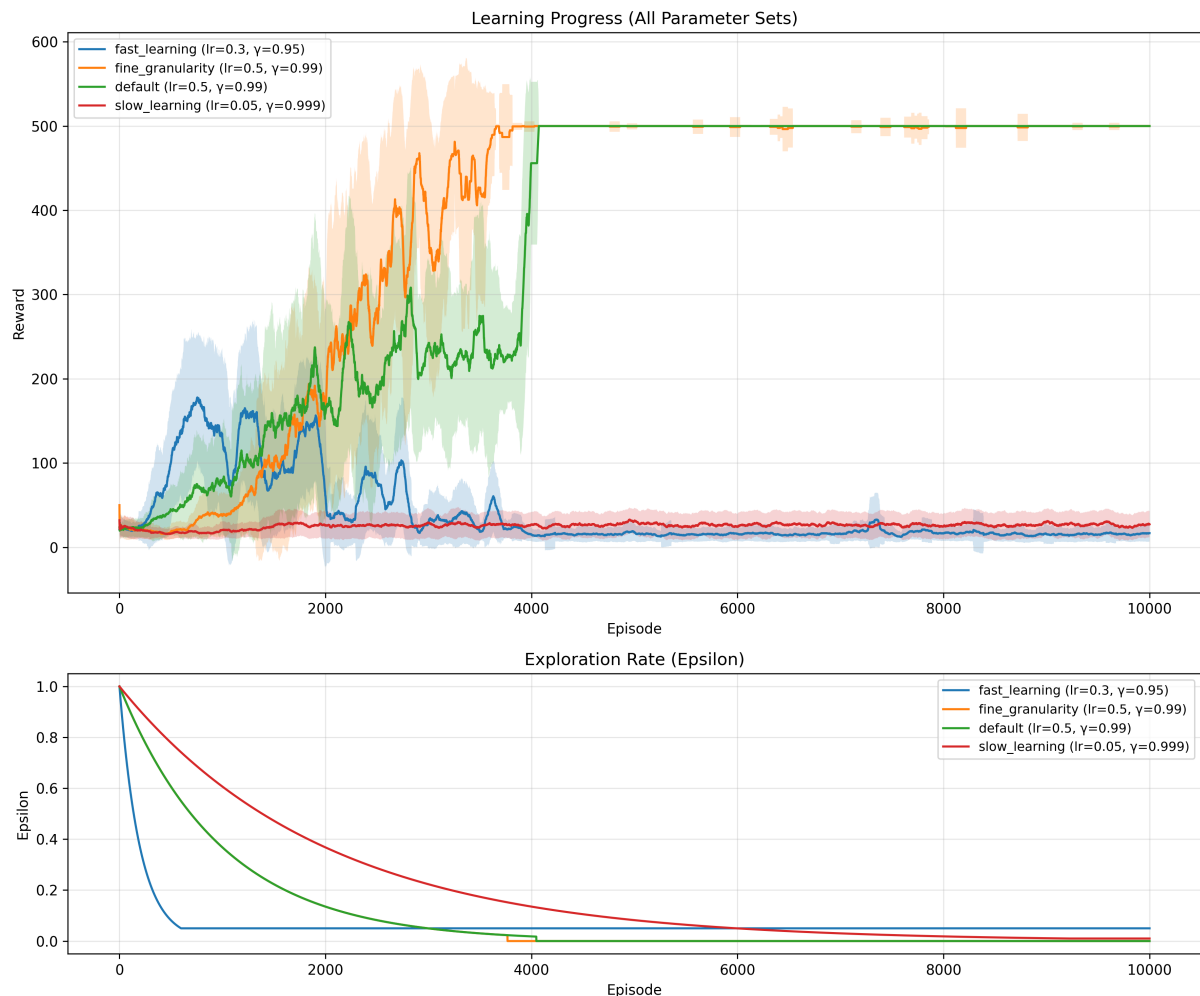 Learning Progress (All Parameter Sets)
600
500
400
300
200
100
0
Reward
fast_learning (lr=0.3, γ=0.95)
fine_granularity (lr=0.5, γ=0.99)
default (lr=0.5, γ=0.99)
slow_learning (lr=0.05, γ=0.999)
0 2000 4000 6000 8000 10000
Episode
Exploration Rate (Epsilon)
1.0
0.8
0.6
0.4
0.2
0.0
Epsilon
fast_learning (lr=0.3, γ=0.95)
fine_granularity (lr=0.5, γ=0.99)
default (lr=0.5, γ=0.99)
slow_learning (lr=0.05, γ=0.999)
0 2000 4000 6000 8000 10000
Episode